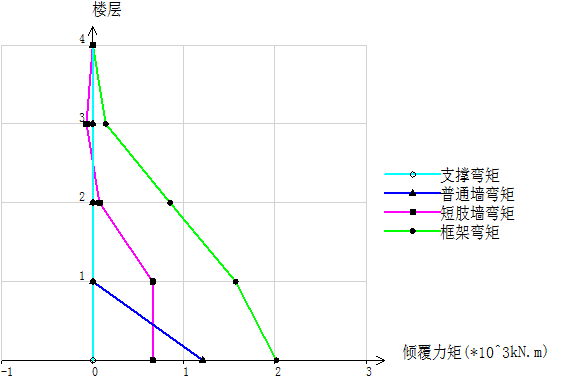 楼层
4
3
2
1
支撑弯矩
普通墙弯矩
短肢墙弯矩
框架弯矩
倾覆力矩(*10^3kN.m)
-1 0 1 2 3